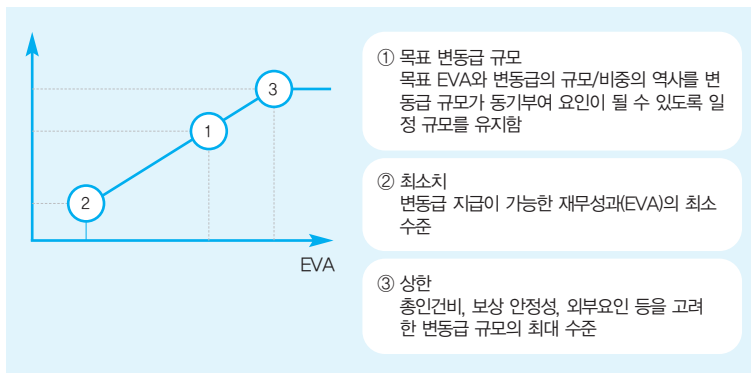 3
1
2
EVA
① 목표 변동급 규모
목표 EVA와 변동급의 규모/비중의 역사를 변
동급 규모가 동기부여 요인이 될 수 있도록 일
정 규모를 유지함
② 최소치
변동급 지급이 가능한 재무성과(EVA)의 최소
수준
③ 상한
총인건비, 보상 안정성, 외부요인 등을 고려
한 변동급 규모의 최대 수준